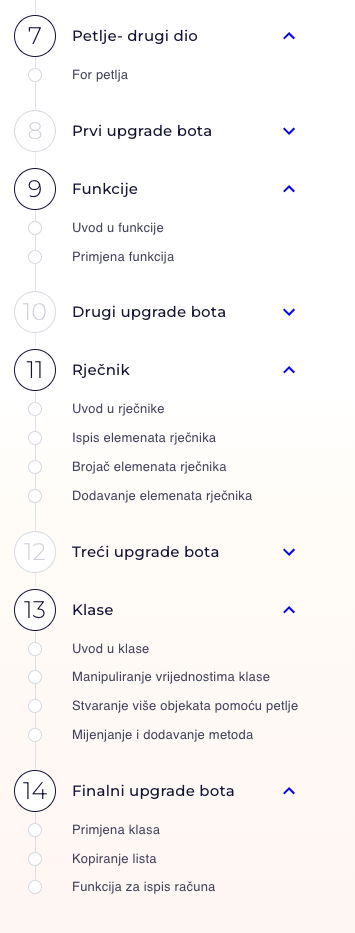 7 Petlje- drugi dio
For petlja
8 Prvi upgrade bota
9 Funkcije
Uvod u funkcije
Primjena funkcija
10 Drugi upgrade bota
11 Rječnik
Uvod u rječnike
Ispis elemenata rječnika
Brojač elemenata rječnika
Dodavanje elemenata rječnika
12 Treći upgrade bota
13 Klase
Uvod u klase
Manipuliranje vrijednostima klase
Stvaranje više objekata pomoću petlje
Mijenjanje i dodavanje metoda
14 Finalni upgrade bota
Primjena klasa
Kopiranje lista
Funkcija za ispis računa